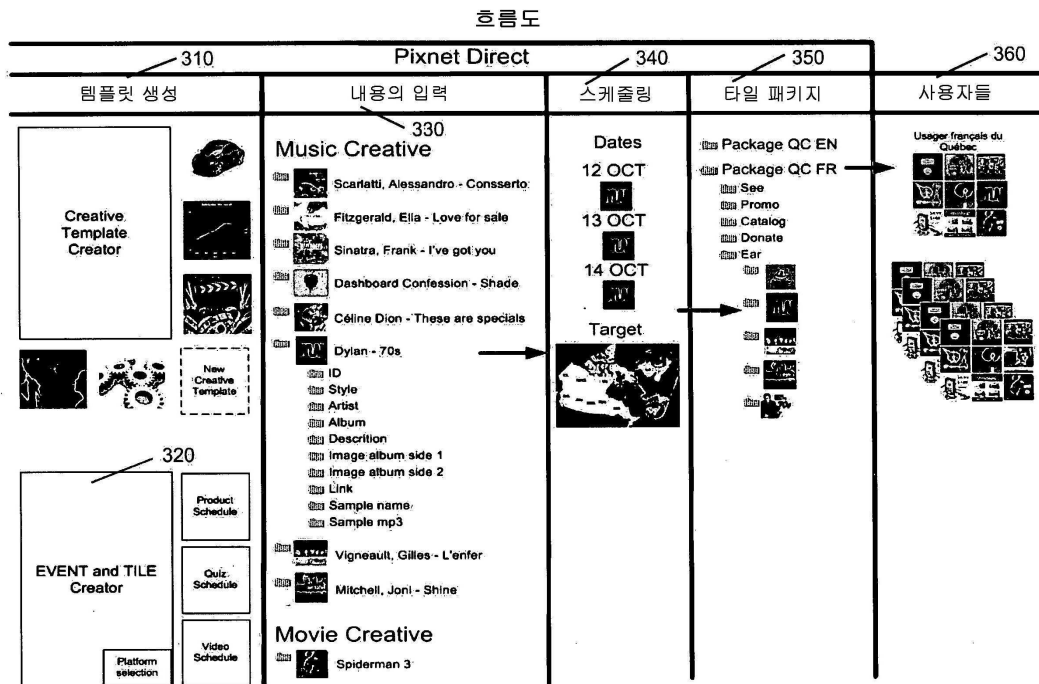 흐름도
Pixnet Direct
310
340
350
360
템플릿 생성
내용의 입력
스케줄링
타일 패키지
사용자들
Creative
Template
Creator
New
Creative
Template
320
EVENT and TILE
Creator
Platform
selection
Product
Schedule
Quiz
Schedule
Video
Schedule
330
Music Creative
Scarlatti, Alessandro - Consserto
Fitzgerald, Ella - Love for sale
Sinatra, Frank - I've got you
Dashboard Confession - Shade
Céline Dion - These are specials
Dylan - 70s
ID
Style
Artist
Album
Descrition
Image album side 1
Image album side 2
Link
Sample name
Sample mp3
Vigneault, Gilles - L'enfer
Mitchell, Joni - Shine
Movie Creative
Spiderman 3
Dates
12 OCT
13 OCT
14 OCT
Target
Package QC EN
Package QC FR
See
Promo
Catalog
Donate
Ear
Usager français du
Québec